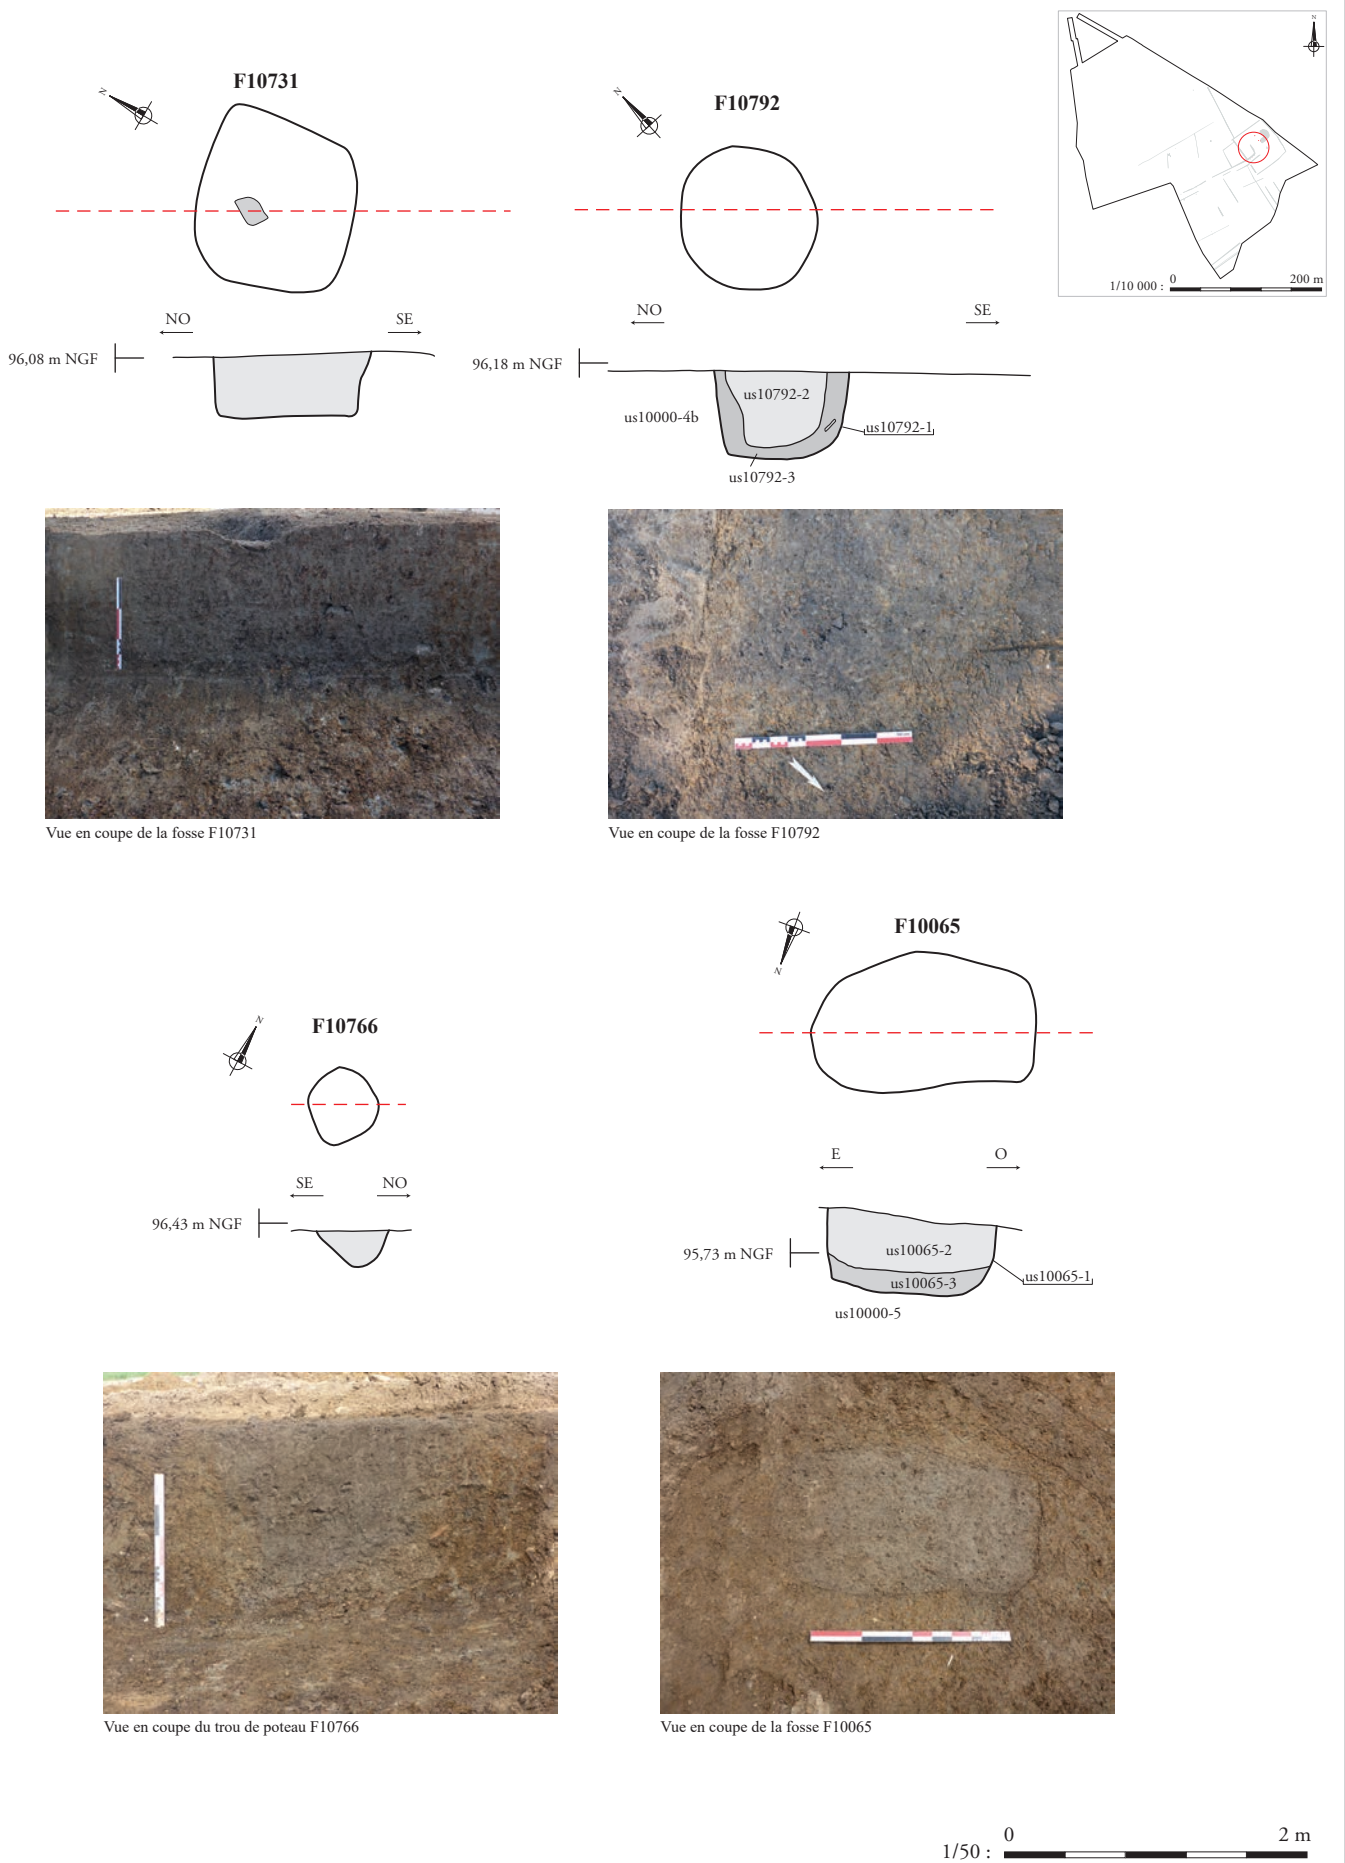 N
1/10 000 :
0
200 m
F10731
N
NO
SE
96,08 m NGF
F10792
N
NO
SE
96,18 m NGF
us10792-2
us10000-4b
us10792-1
us10792-3
Vue en coupe de la fosse F10731
Vue en coupe de la fosse F10792
F10766
N
SE
NO
96,43 m NGF
F10065
N
E
O
us10065-2
95,73 m NGF
us10065-1
us10065-3
us10000-5
Vue en coupe du trou de poteau F10766
Vue en coupe de la fosse F10065
0
2 m
1/50 :